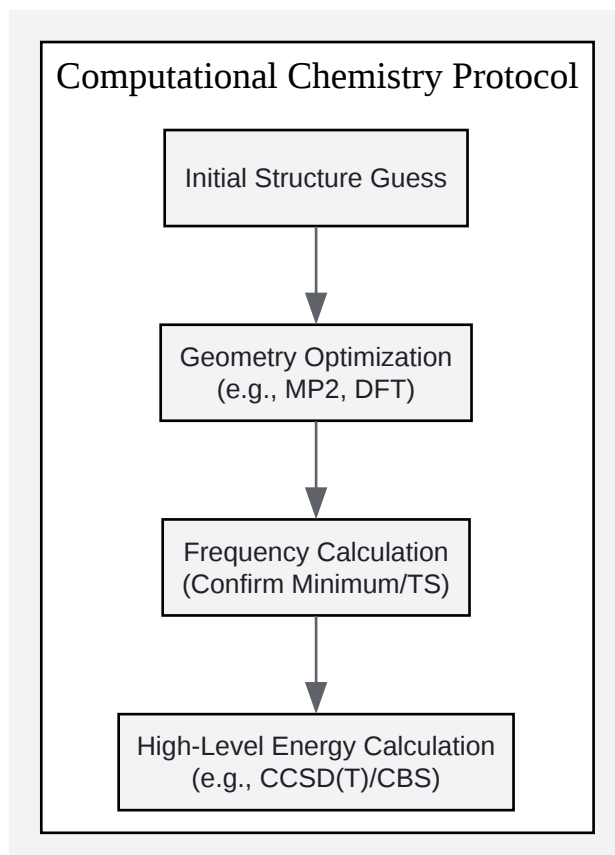 Computational Chemistry Protocol
Initial Structure Guess
Geometry Optimization
(e.g., MP2, DFT)
Frequency Calculation
(Confirm Minimum/TS)
High-Level Energy Calculation
(e.g., CCSD(T)/CBS)